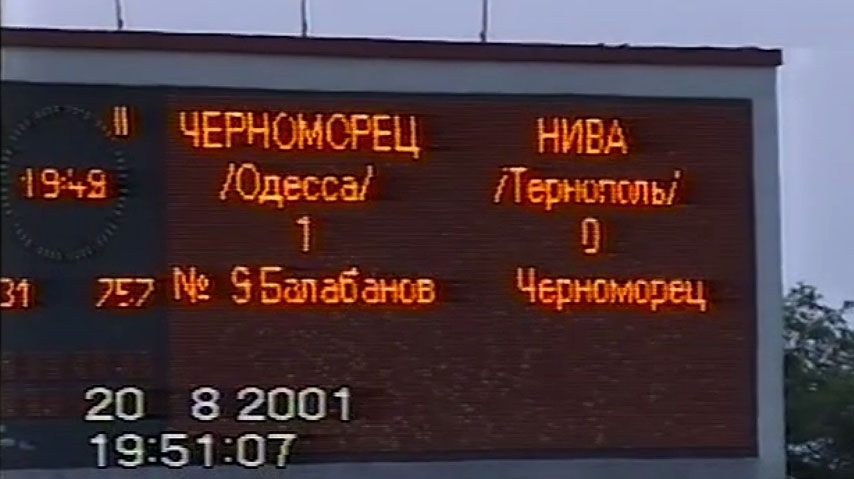 II ЧЕРНОМОРЕЦ НИВА
19:49 /Одесса/ /Тернополь/
1 0
31 757 № 9 Балабанов Черноморец
20 8 2001
19:51:07